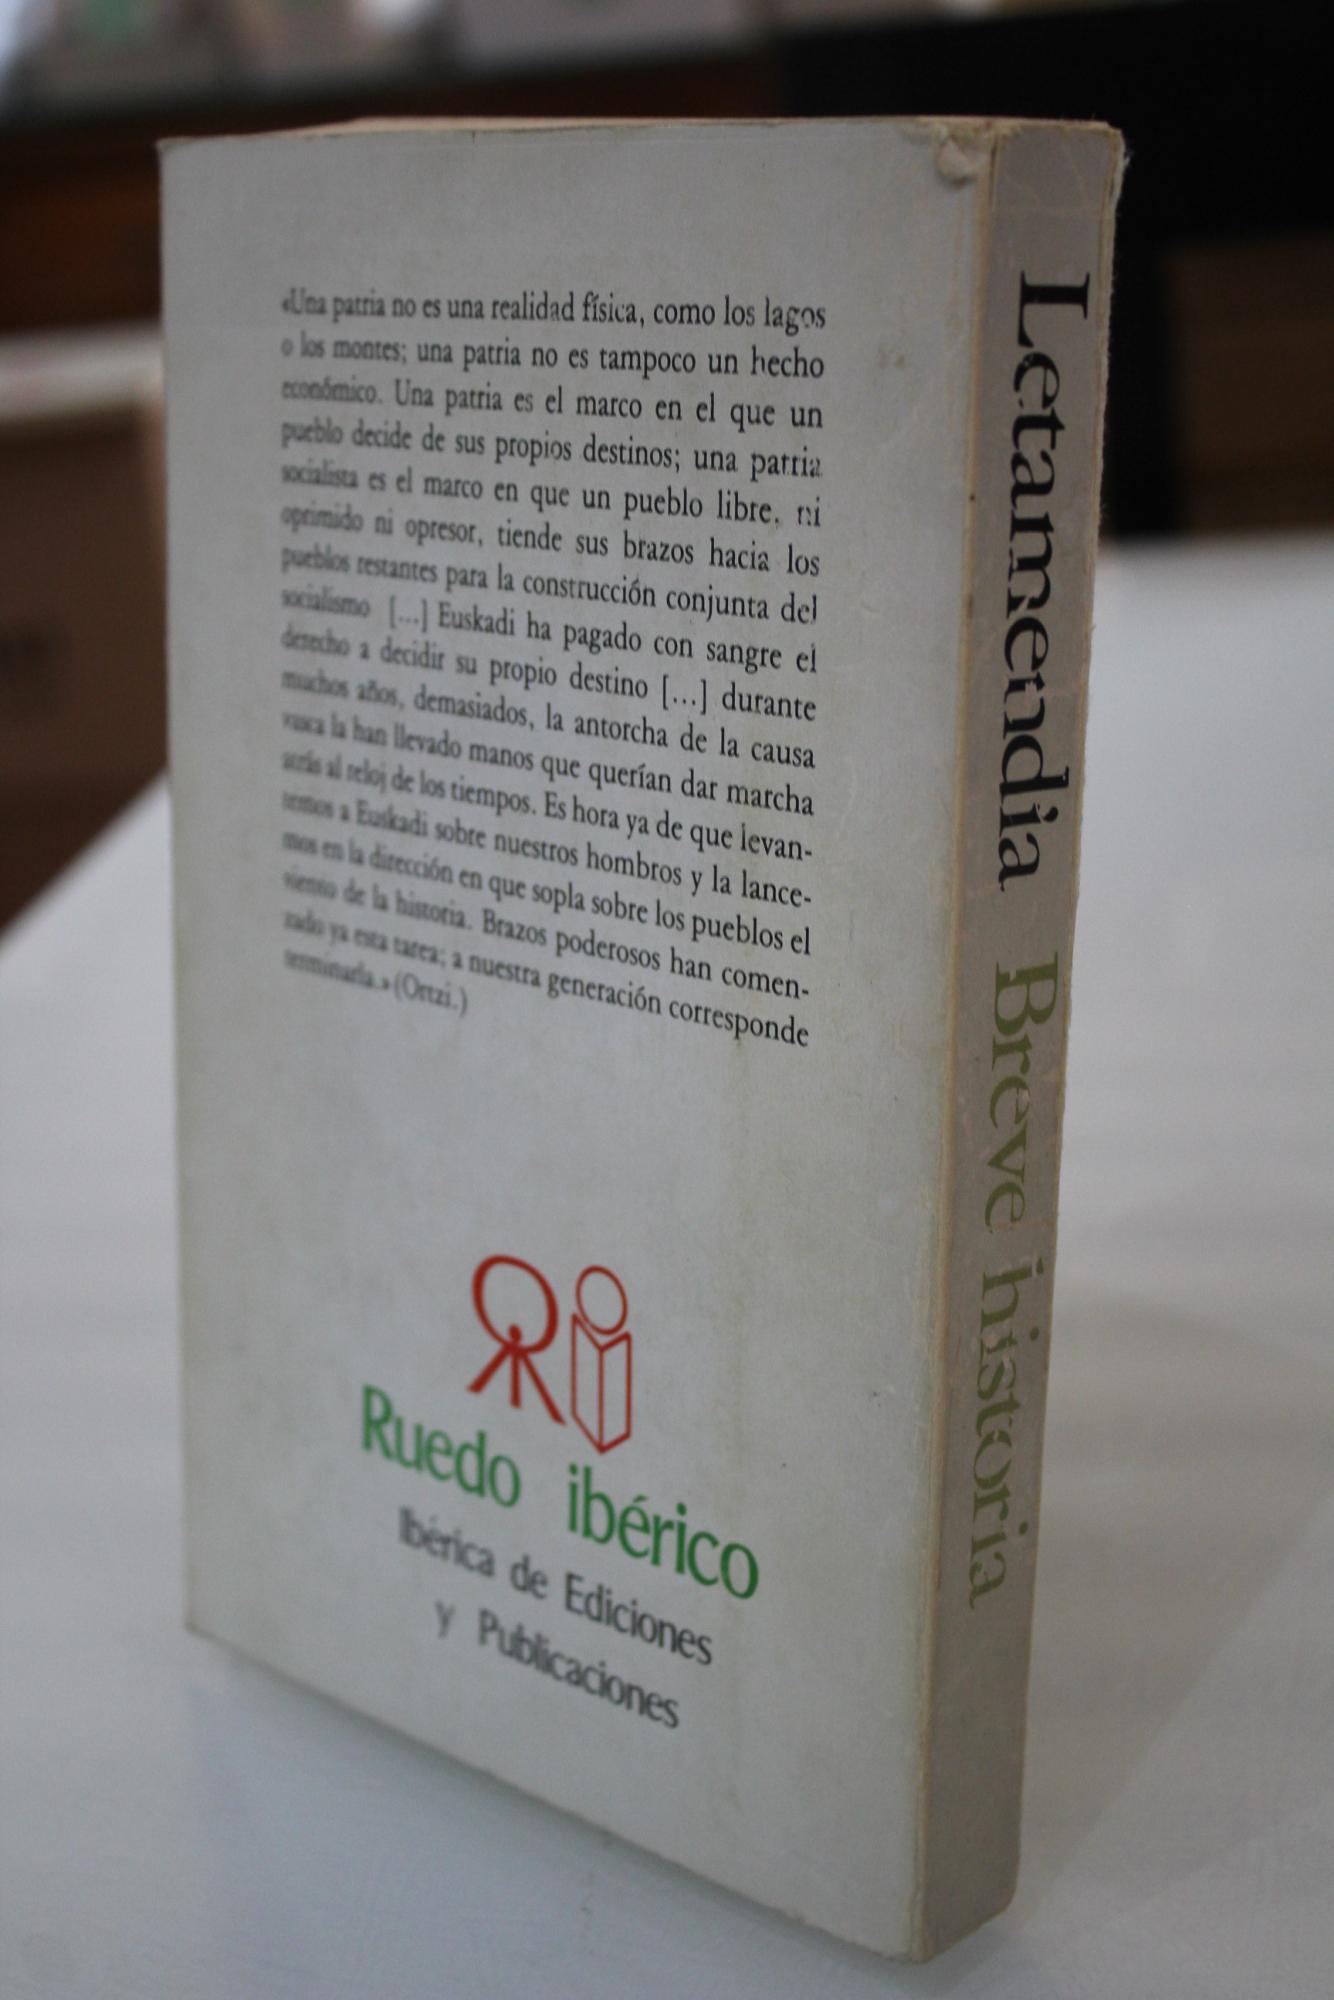 «Una patria no es una realidad física, como los lagos
o los montes; una patria no es tampoco un hecho
económico. Una patria es el marco en el que un
pueblo decide de sus propios destinos; una patria
socialista es el marco en que un pueblo libre, ni
oprimido ni opresor, tiende sus brazos hacia los
pueblos restantes para la construcción conjunta del
socialismo [...] Euskadi ha pagado con sangre el
derecho a decidir su propio destino [...] durante
muchos años, demasiados, la antorcha de la causa
vasca la han llevado manos que querían dar marcha
atrás al reloj de los tiempos. Es hora ya de que levan-
temos a Euskadi sobre nuestros hombros y la lance-
mos en la dirección en que sopla sobre los pueblos el
viento de la historia. Brazos poderosos han comen-
zado ya esta tarea; a nuestra generación corresponde
terminarla.» (Ortzi.)
Ruedo ibérico
Ibérica de Ediciones
y Publicaciones
Letamendia Breve historia